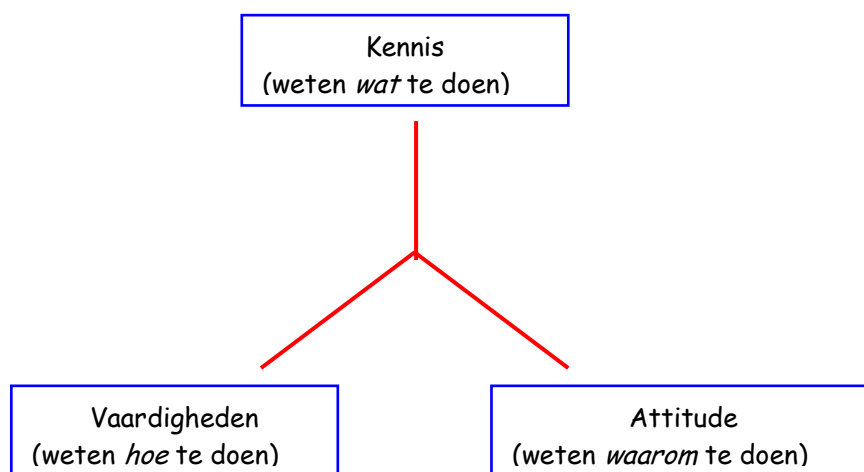 Kennis
(weten wat te doen)
Vaardigheden
(weten hoe te doen)
Attitude
(weten waarom te doen)